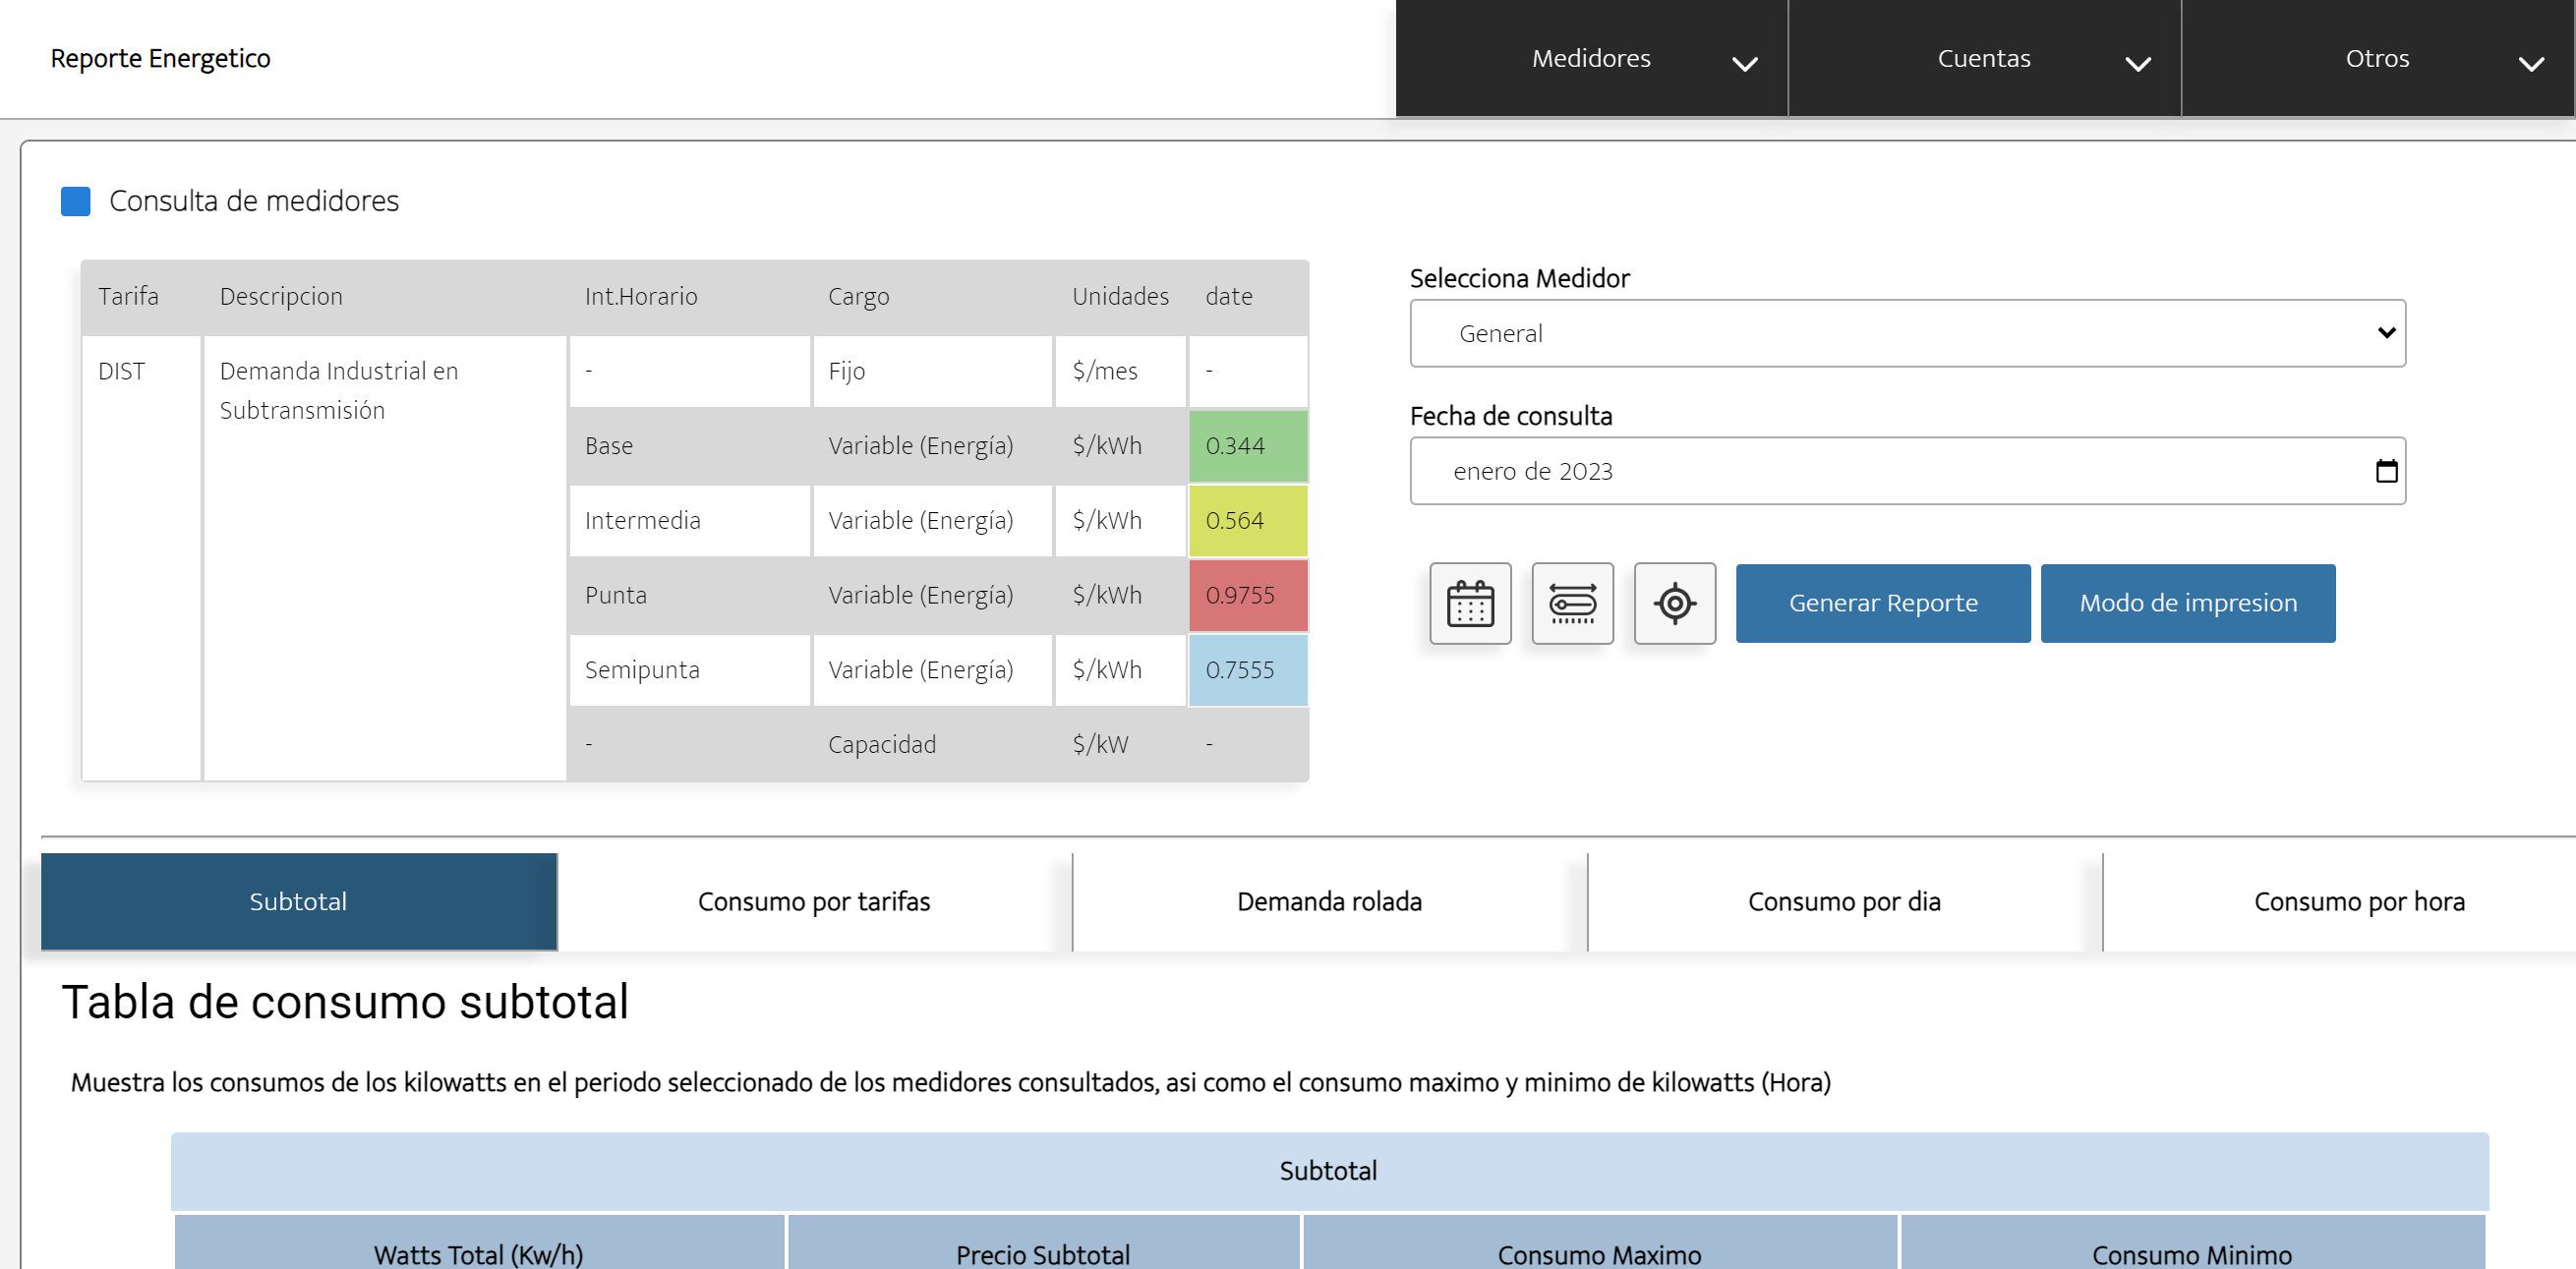 Reporte Energetico
Medidores
Cuentas
Otros
Consulta de medidores
Tarifa Descripcion Int.Horario Cargo Unidades date
DIST Demanda Industrial en - Fijo $/mes -
Subtransmisión
Base Variable (Energía) $/kWh 0.344
Intermedia Variable (Energía) $/kWh 0.564
Punta Variable (Energía) $/kWh 0.9755
Semipunta Variable (Energía) $/kWh 0.7555
- Capacidad $/kW -
Selecciona Medidor
General
Fecha de consulta
enero de 2023
Generar Reporte
Modo de impresion
Subtotal
Consumo por tarifas
Demanda rolada
Consumo por dia
Consumo por hora
Tabla de consumo subtotal
Muestra los consumos de los kilowatts en el periodo seleccionado de los medidores consultados, asi como el consumo maximo y minimo de kilowatts (Hora)
Subtotal
Watts Total (Kw/h) Precio Subtotal Consumo Maximo Consumo Minimo